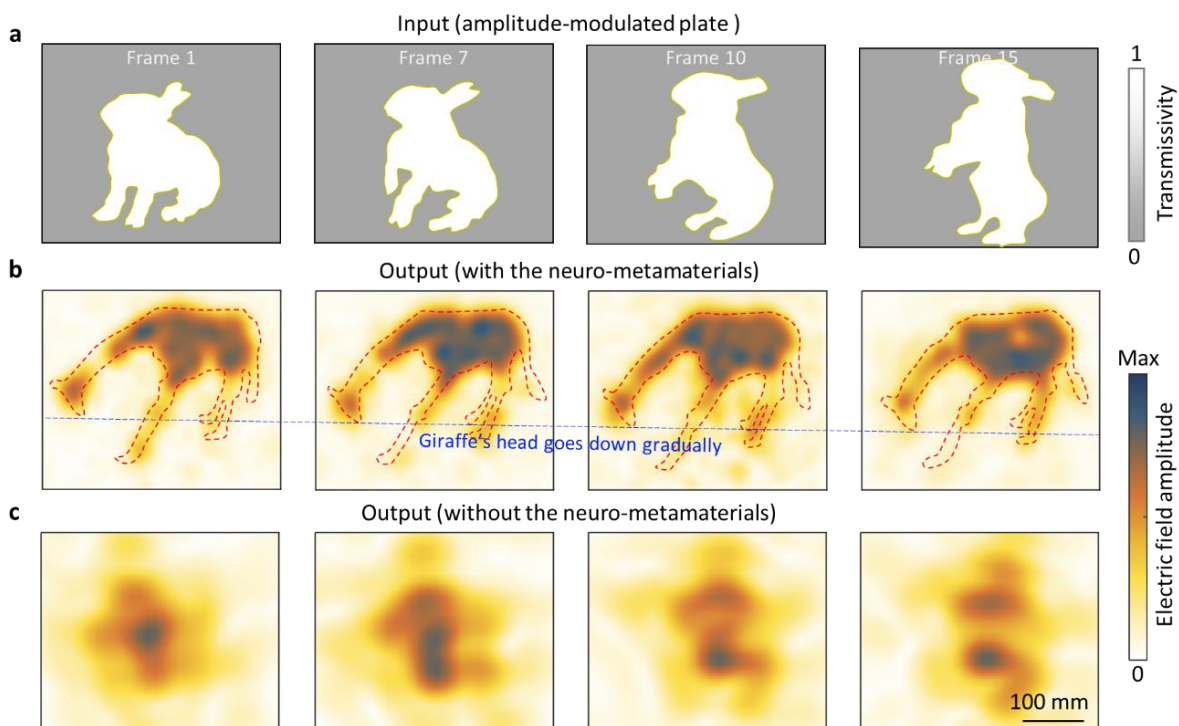 a
Input (amplitude-modulated plate)
Frame 1
Frame 7
Frame 10
Frame 15
1
Transmissivity
0
b
Output (with the neuro-metamaterials)
Giraffe's head goes down gradually
Max
Electric field amplitude
0
c
Output (without the neuro-metamaterials)
100 mm